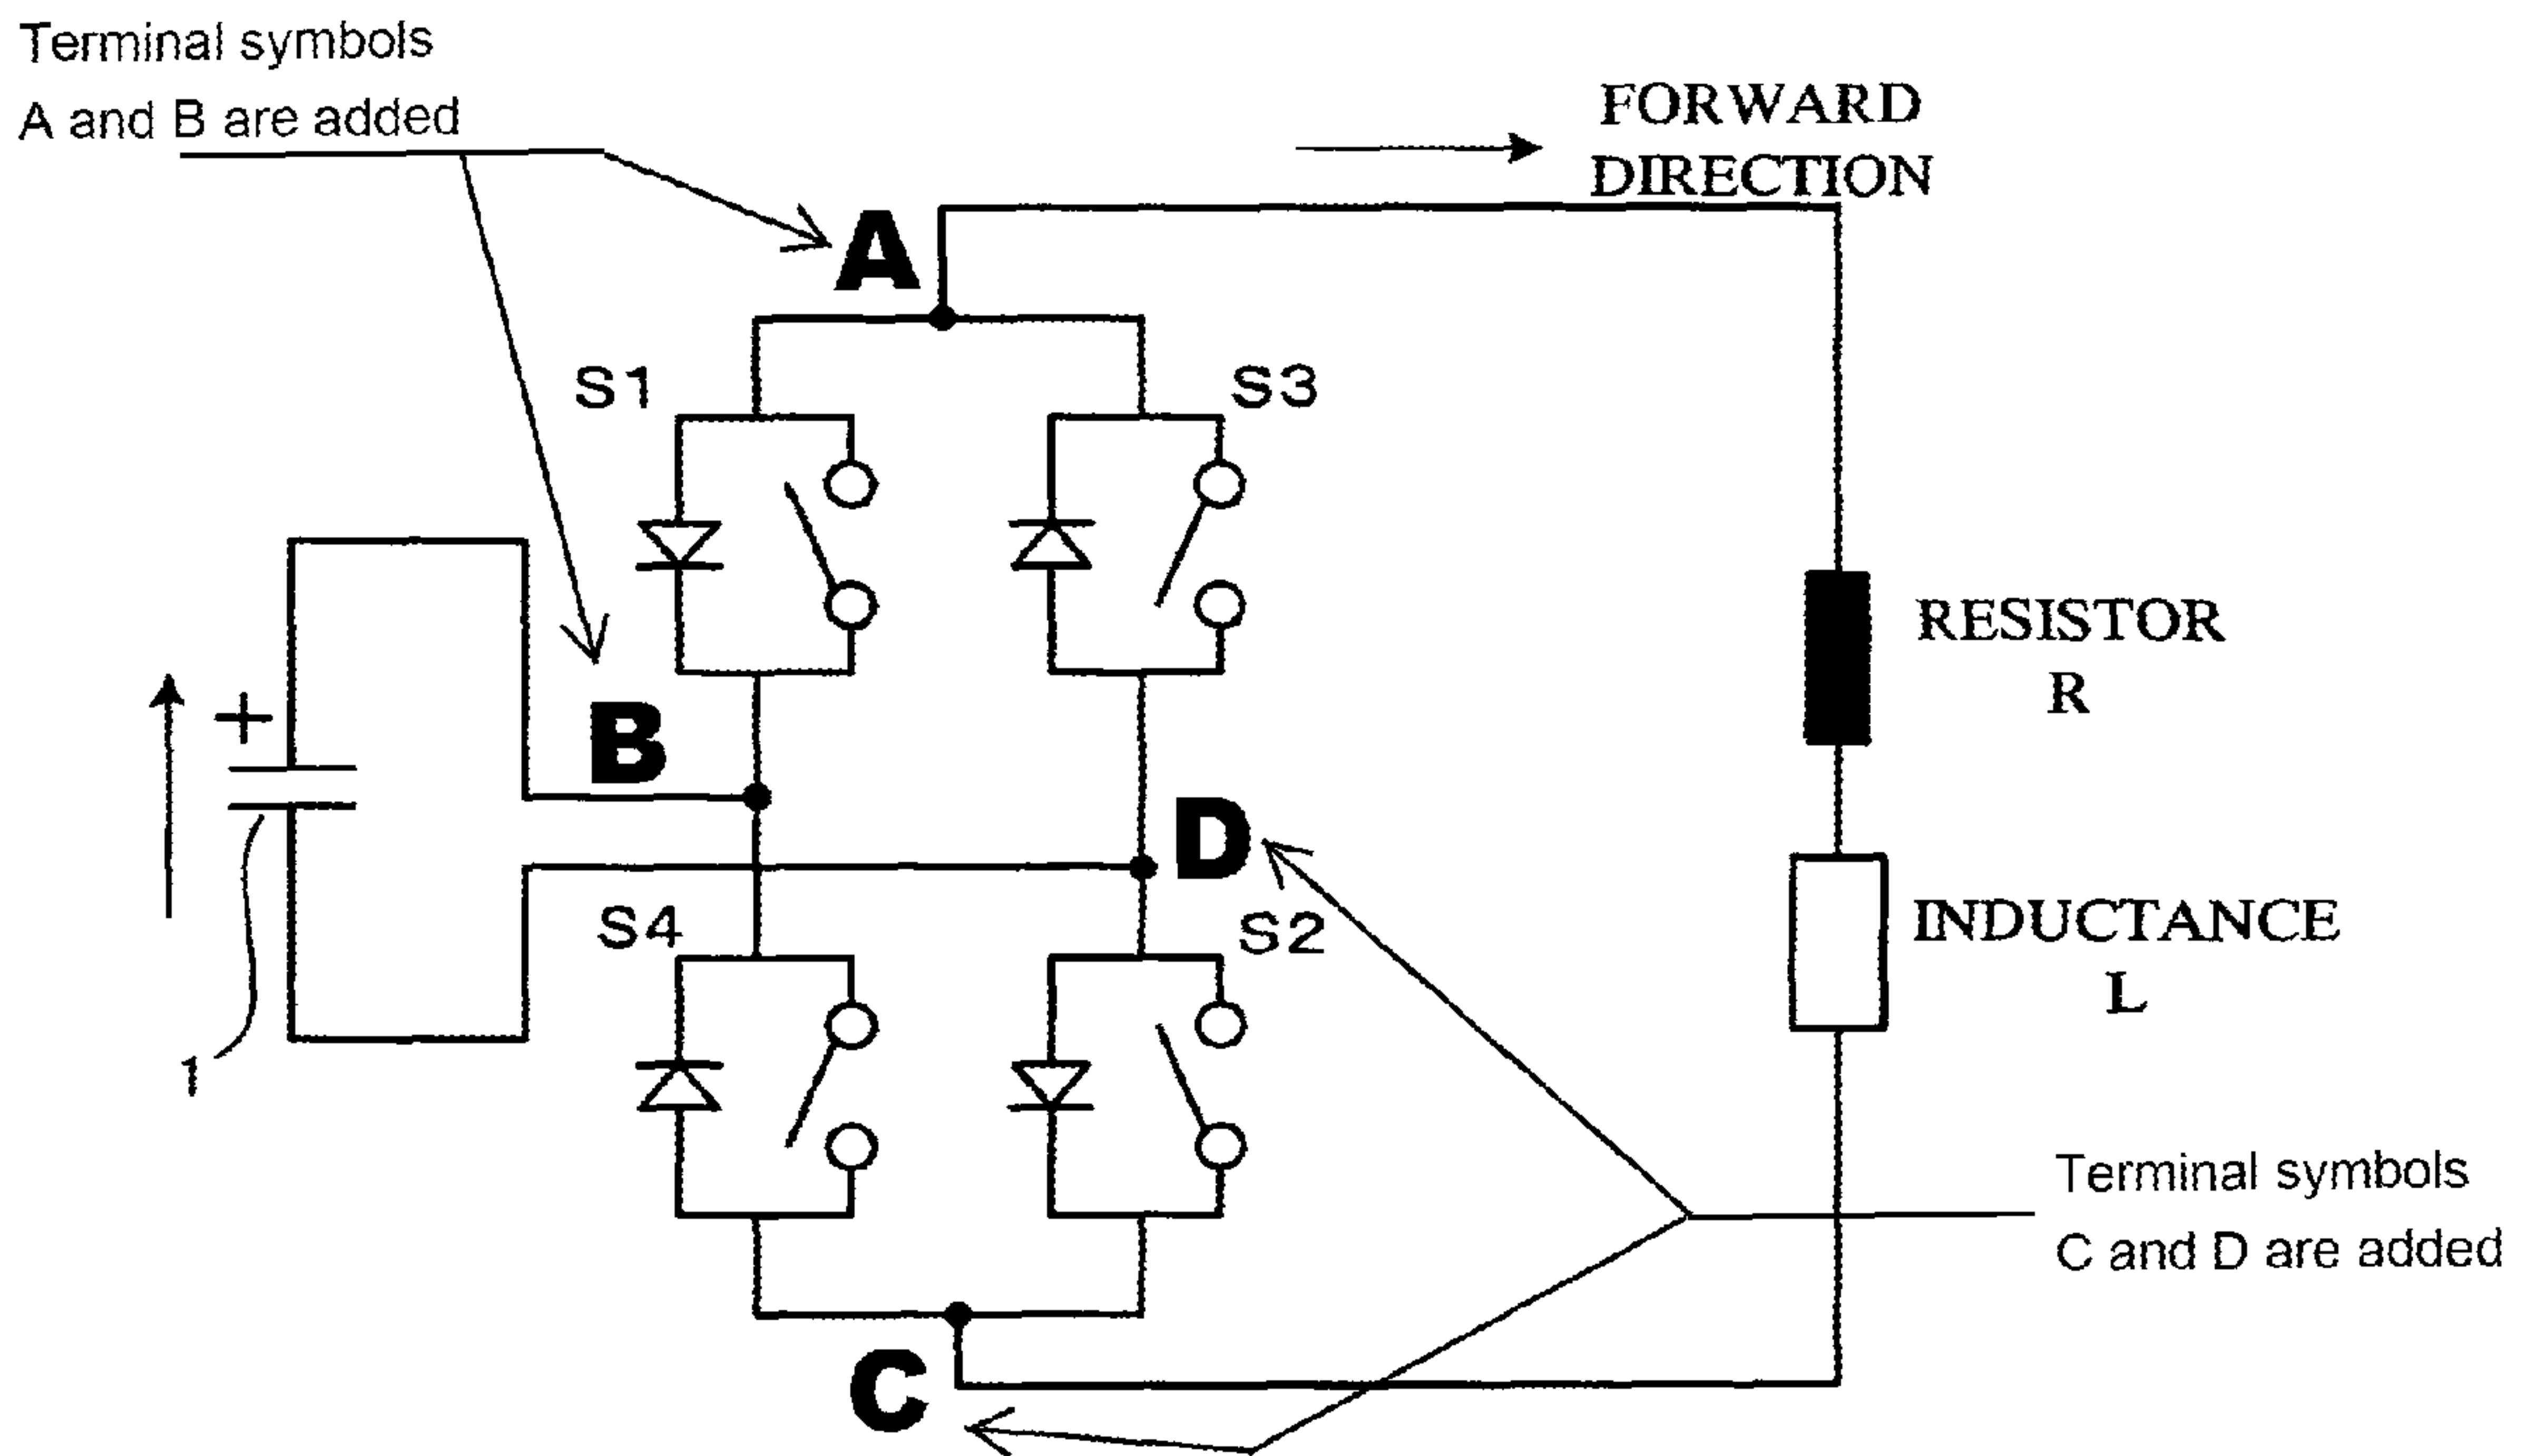 Terminal symbols
A and B are added
FORWARD
DIRECTION
A
S1
S3
RESISTOR
R
+
B
D
S4
S2
INDUCTANCE
L
1
Terminal symbols
C and D are added
C